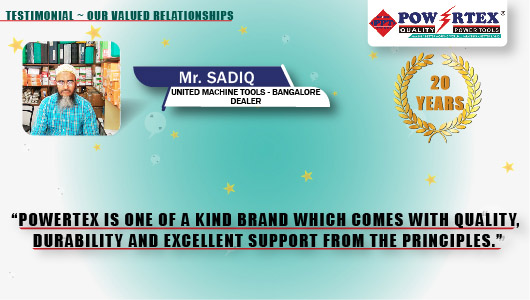 TESTIMONIAL ~ OUR VALUED RELATIONSHIPS
PPT
POWERTEX
QUALITY POWER TOOLS
Mr. SADIQ
UNITED MACHINE TOOLS - BANGALORE
DEALER
20
YEARS
“POWERTEX IS ONE OF A KIND BRAND WHICH COMES WITH QUALITY,
DURABILITY AND EXCELLENT SUPPORT FROM THE PRINCIPLES.”